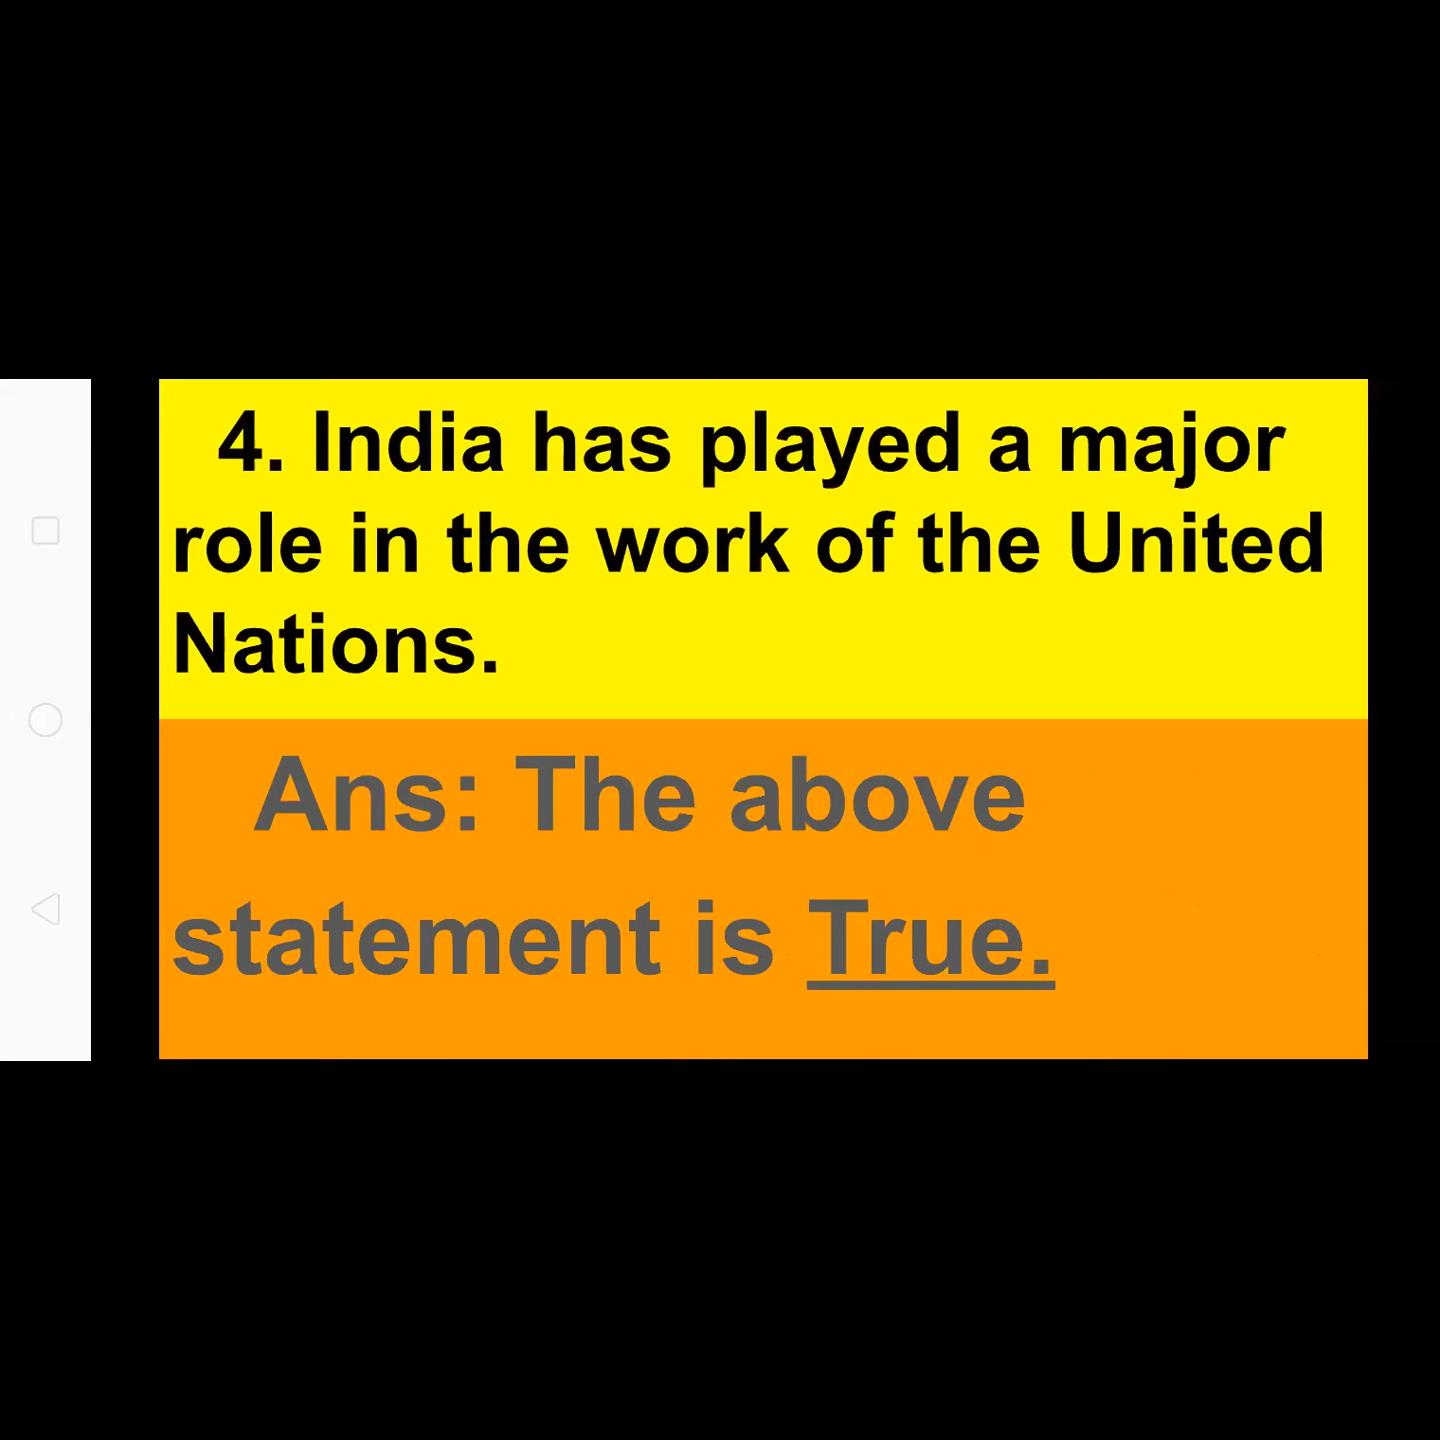 4. India has played a major
role in the work of the United
Nations.
Ans: The above
statement is True.